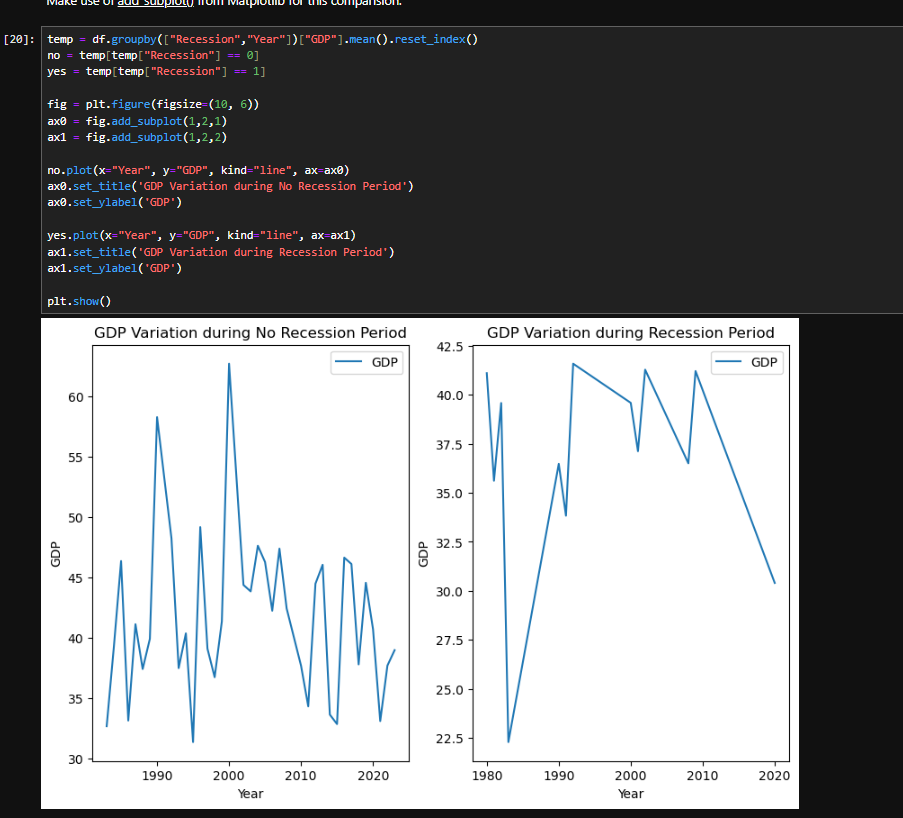 Make use of add_subplot() from Matplotlib for this comparision.
[20]:
temp = df.groupby(["Recession","Year"])["GDP"].mean().reset_index()
no = temp[temp["Recession"] == 0]
yes = temp[temp["Recession"] == 1]
fig = plt.figure(figsize=(10, 6))
ax0 = fig.add_subplot(1,2,1)
ax1 = fig.add_subplot(1,2,2)
no.plot(x="Year", y="GDP", kind="line", ax=ax0)
ax0.set_title('GDP Variation during No Recession Period')
ax0.set_ylabel('GDP')
yes.plot(x="Year", y="GDP", kind="line", ax=ax1)
ax1.set_title('GDP Variation during Recession Period')
ax1.set_ylabel('GDP')
plt.show()
GDP Variation during No Recession Period
GDP
60
55
50
45
40
35
30
GDP
1990 2000 2010 2020
Year
GDP Variation during Recession Period
GDP
42.5
40.0
37.5
35.0
32.5
30.0
27.5
25.0
22.5
GDP
1980 1990 2000 2010 2020
Year